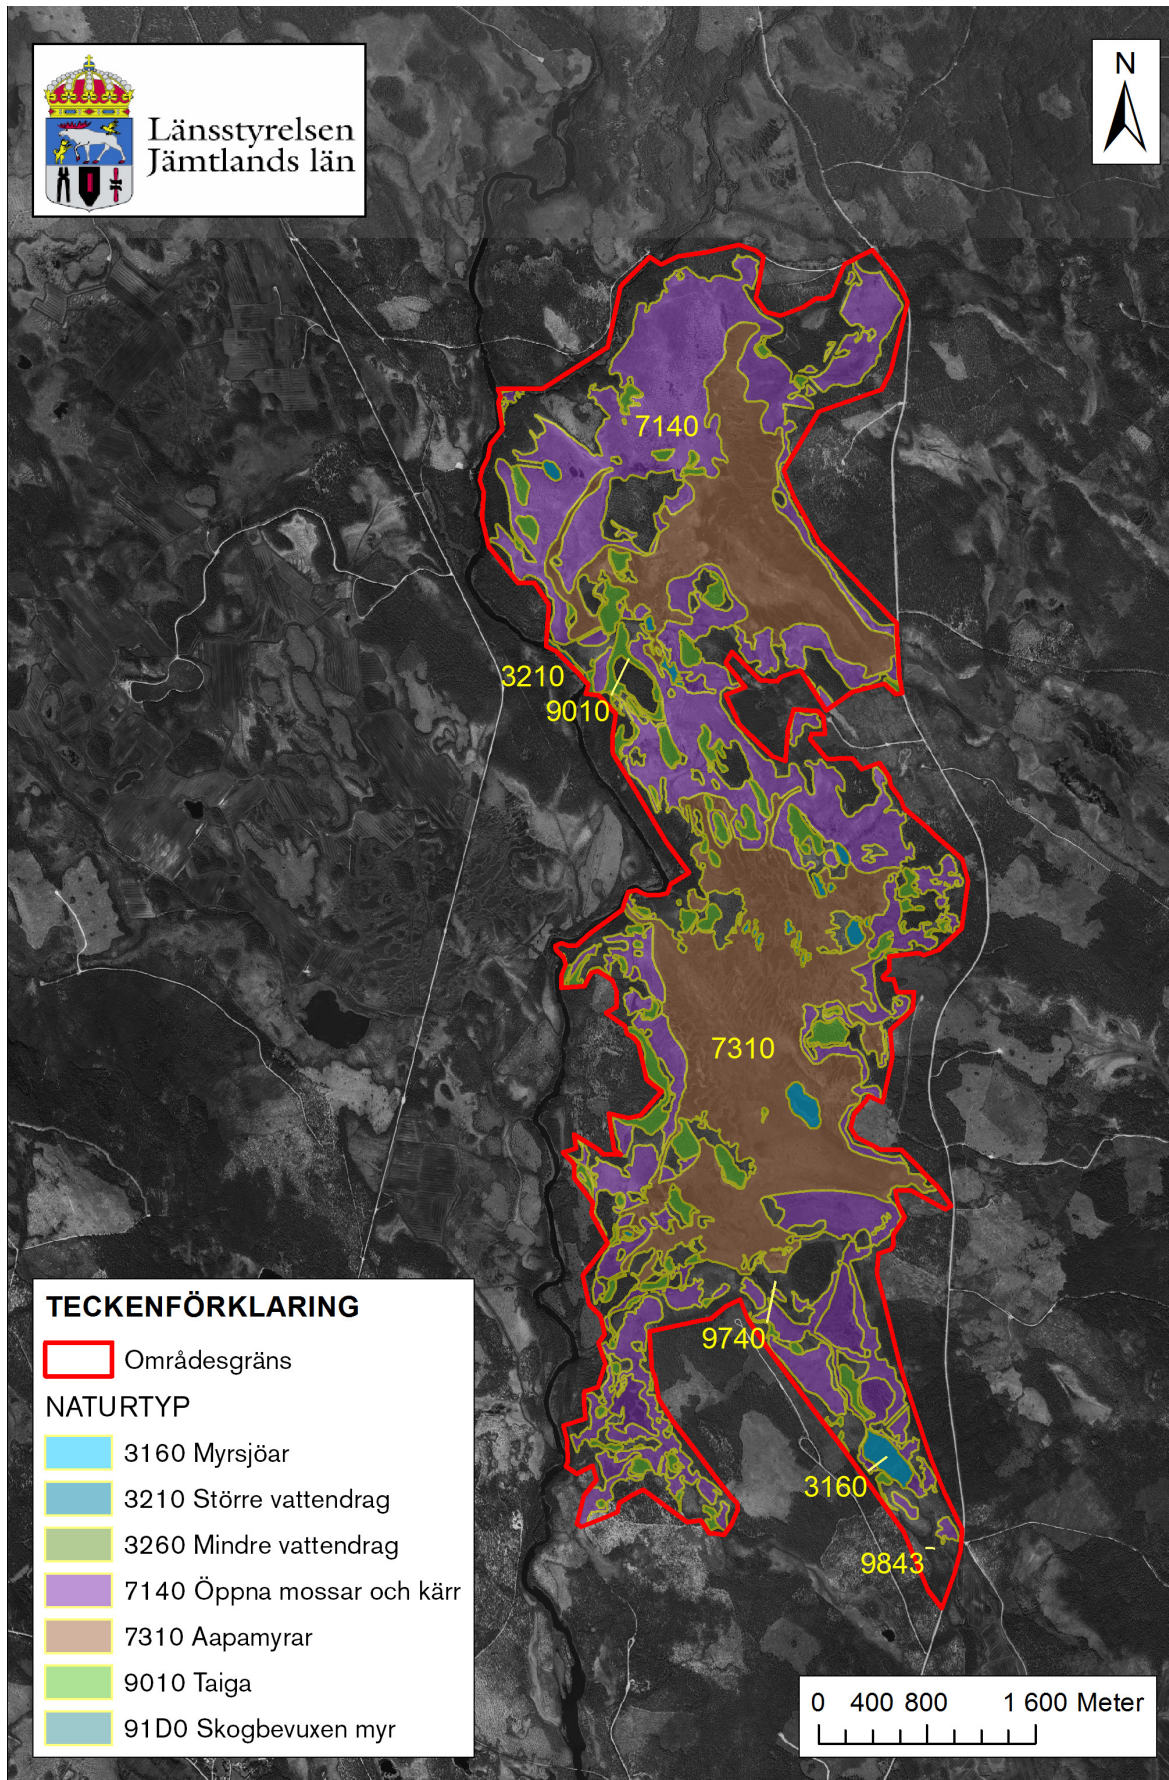 Länsstyrelsen
Jämtlands län
N
7140
3210
9010
7310
9740
3160
9843
TECKENFÖRKLARING
Områdesgräns
NATURTYP
3160 Myrsjöar
3210 Större vattendrag
3260 Mindre vattendrag
7140 Öppna mossar och kärr
7310 Aapamyrar
9010 Taiga
91D0 Skogbevuxen myr
0 400 800 1 600 Meter